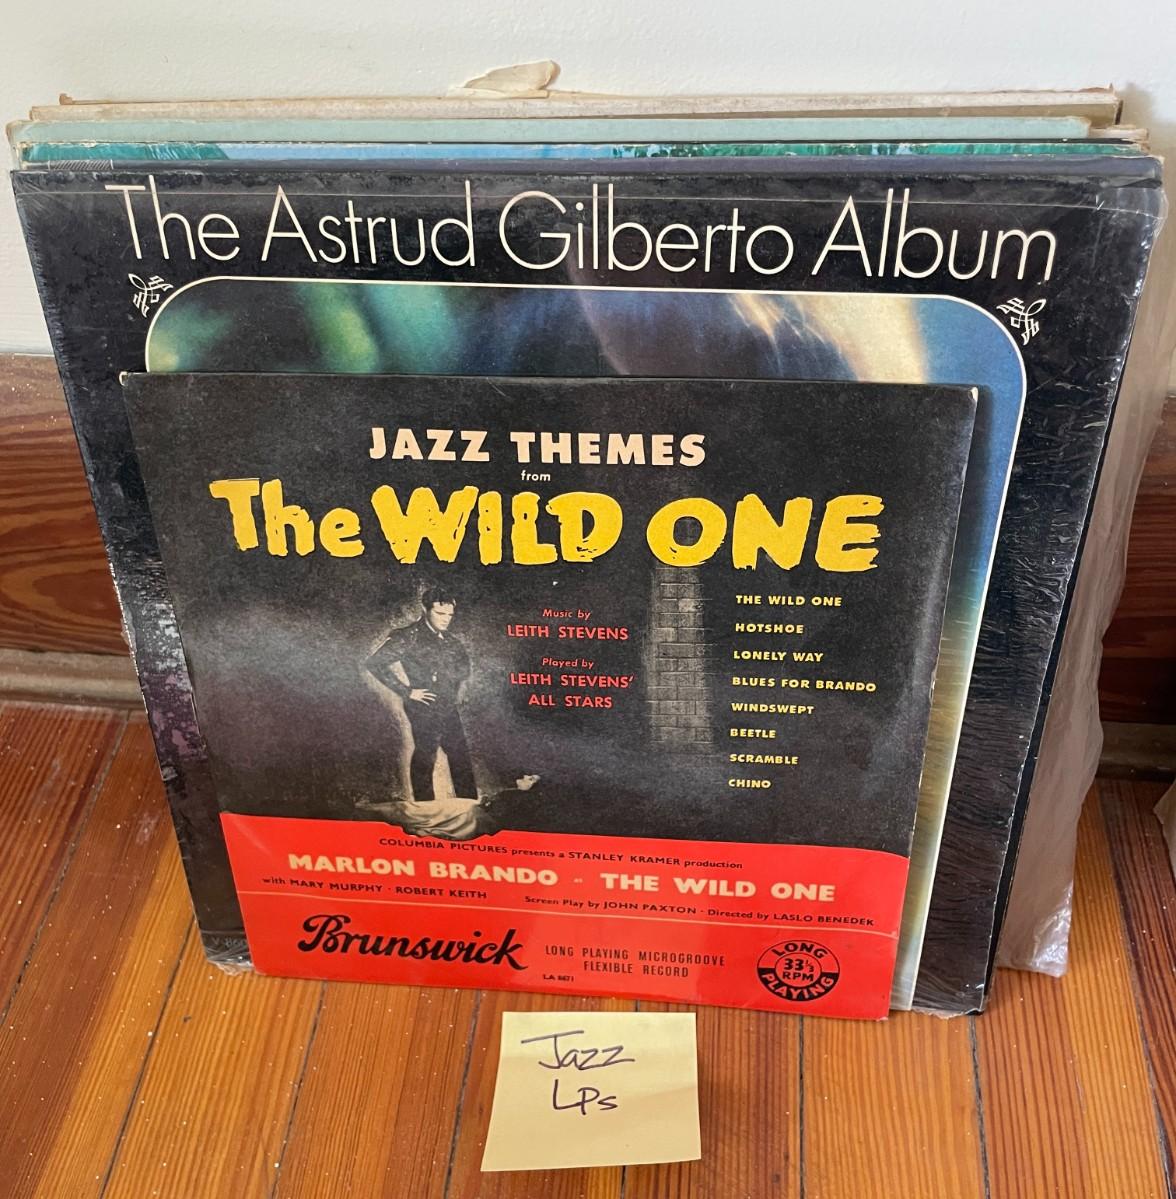 The Astrud Gilberto Album
JAZZ THEMES
from
The WILD ONE
Music by
LEITH STEVENS
Played by
LEITH STEVENS'
ALL STARS
THE WILD ONE
HOTSHOE
LONELY WAY
BLUES FOR BRANDO
WINDSWEPT
BEETLE
SCRAMBLE
CHINO
COLUMBIA PICTURES presents a STANLEY KRAMER production
MARLON BRANDO as THE WILD ONE
with MARY MURPHY · ROBERT KEITH
Screen Play by JOHN PAXTON · Directed by LASLO BENEDEK
Brunswick
LONG PLAYING MICROGROOVE
FLEXIBLE RECORD
LA 8671
LONG
33⅓
RPM
PLAYING
Jazz
LPs